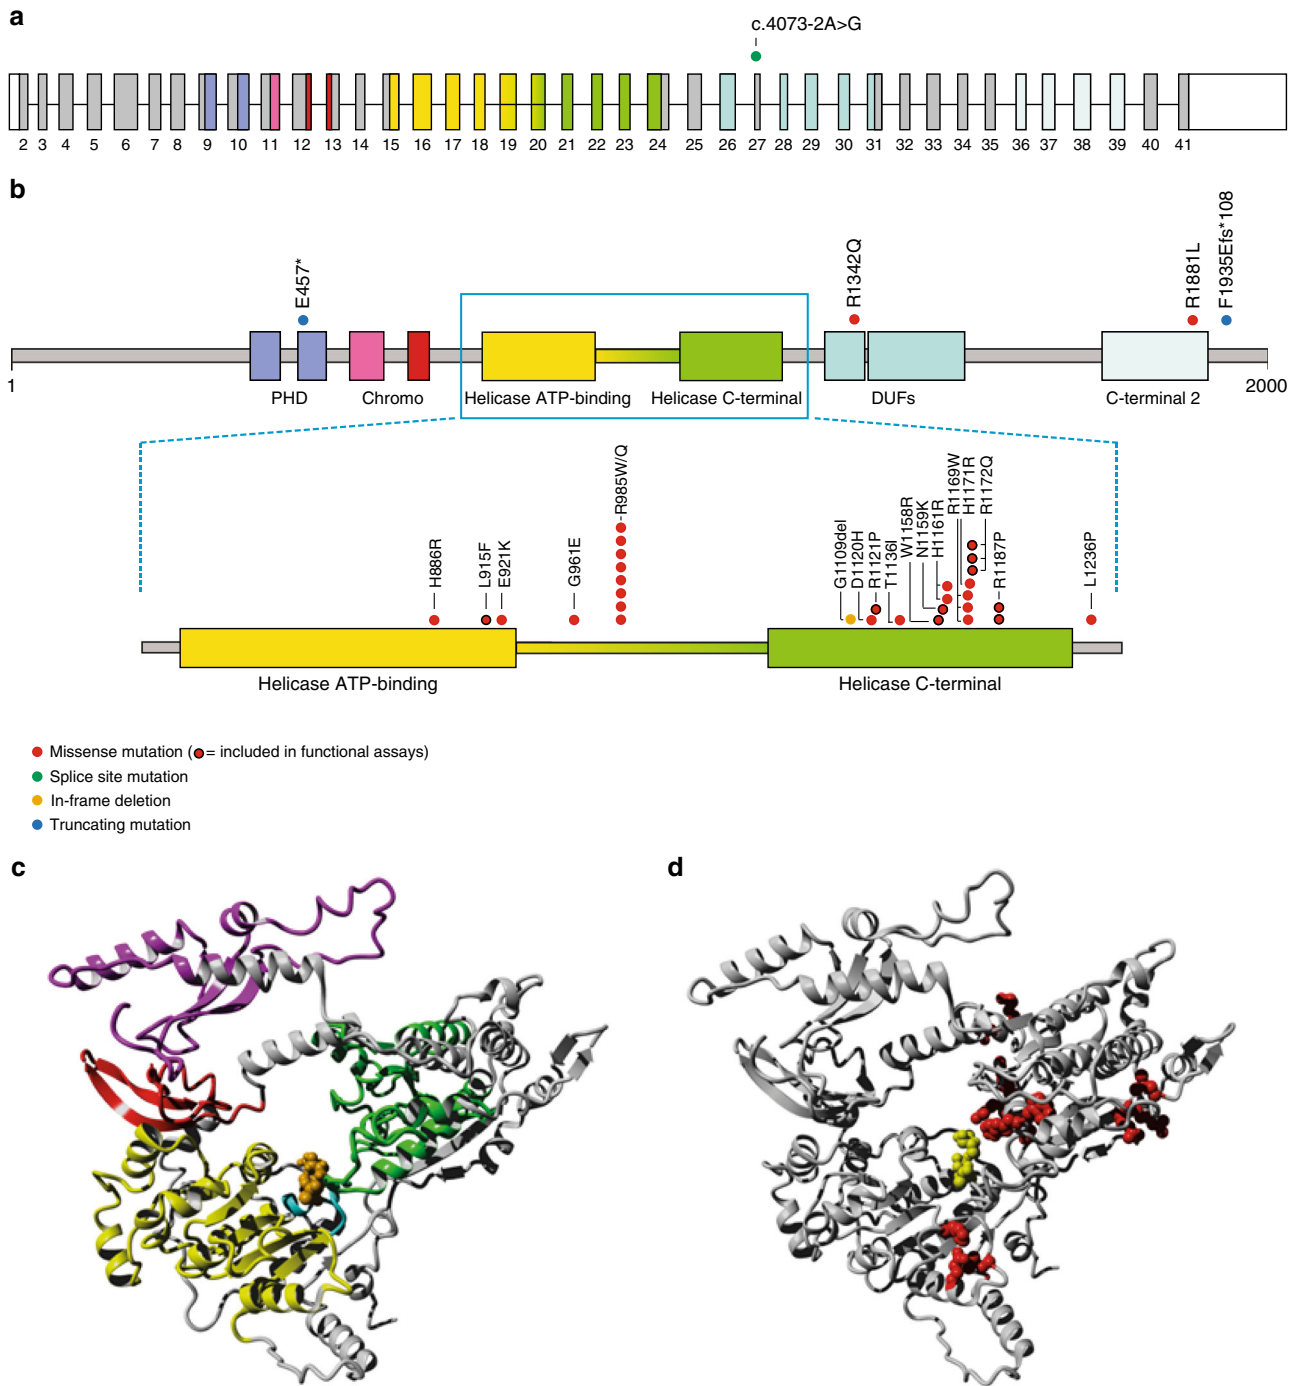 a
c.4073-2A>G
2 3 4 5 6 7 8 9 10 11 12 13 14 15 16 17 18 19 20 21 22 23 24 25 26 27 28 29 30 31 32 33 34 35 36 37 38 39 40 41
b
E457*
R1342Q
R1881L
F1935Efs*108
1
2000
PHD
Chromo
Helicase ATP-binding
Helicase C-terminal
DUFs
C-terminal 2
H886R
L915F
E921K
G961E
R985W/Q
G1109del
D1120H
R1121P
T1136I
W1158R
N1159K
H1161R
R1169W
H1171R
R1172Q
R1187P
L1236P
Helicase ATP-binding
Helicase C-terminal
Missense mutation ( = included in functional assays)
Splice site mutation
In-frame deletion
Truncating mutation
c
d